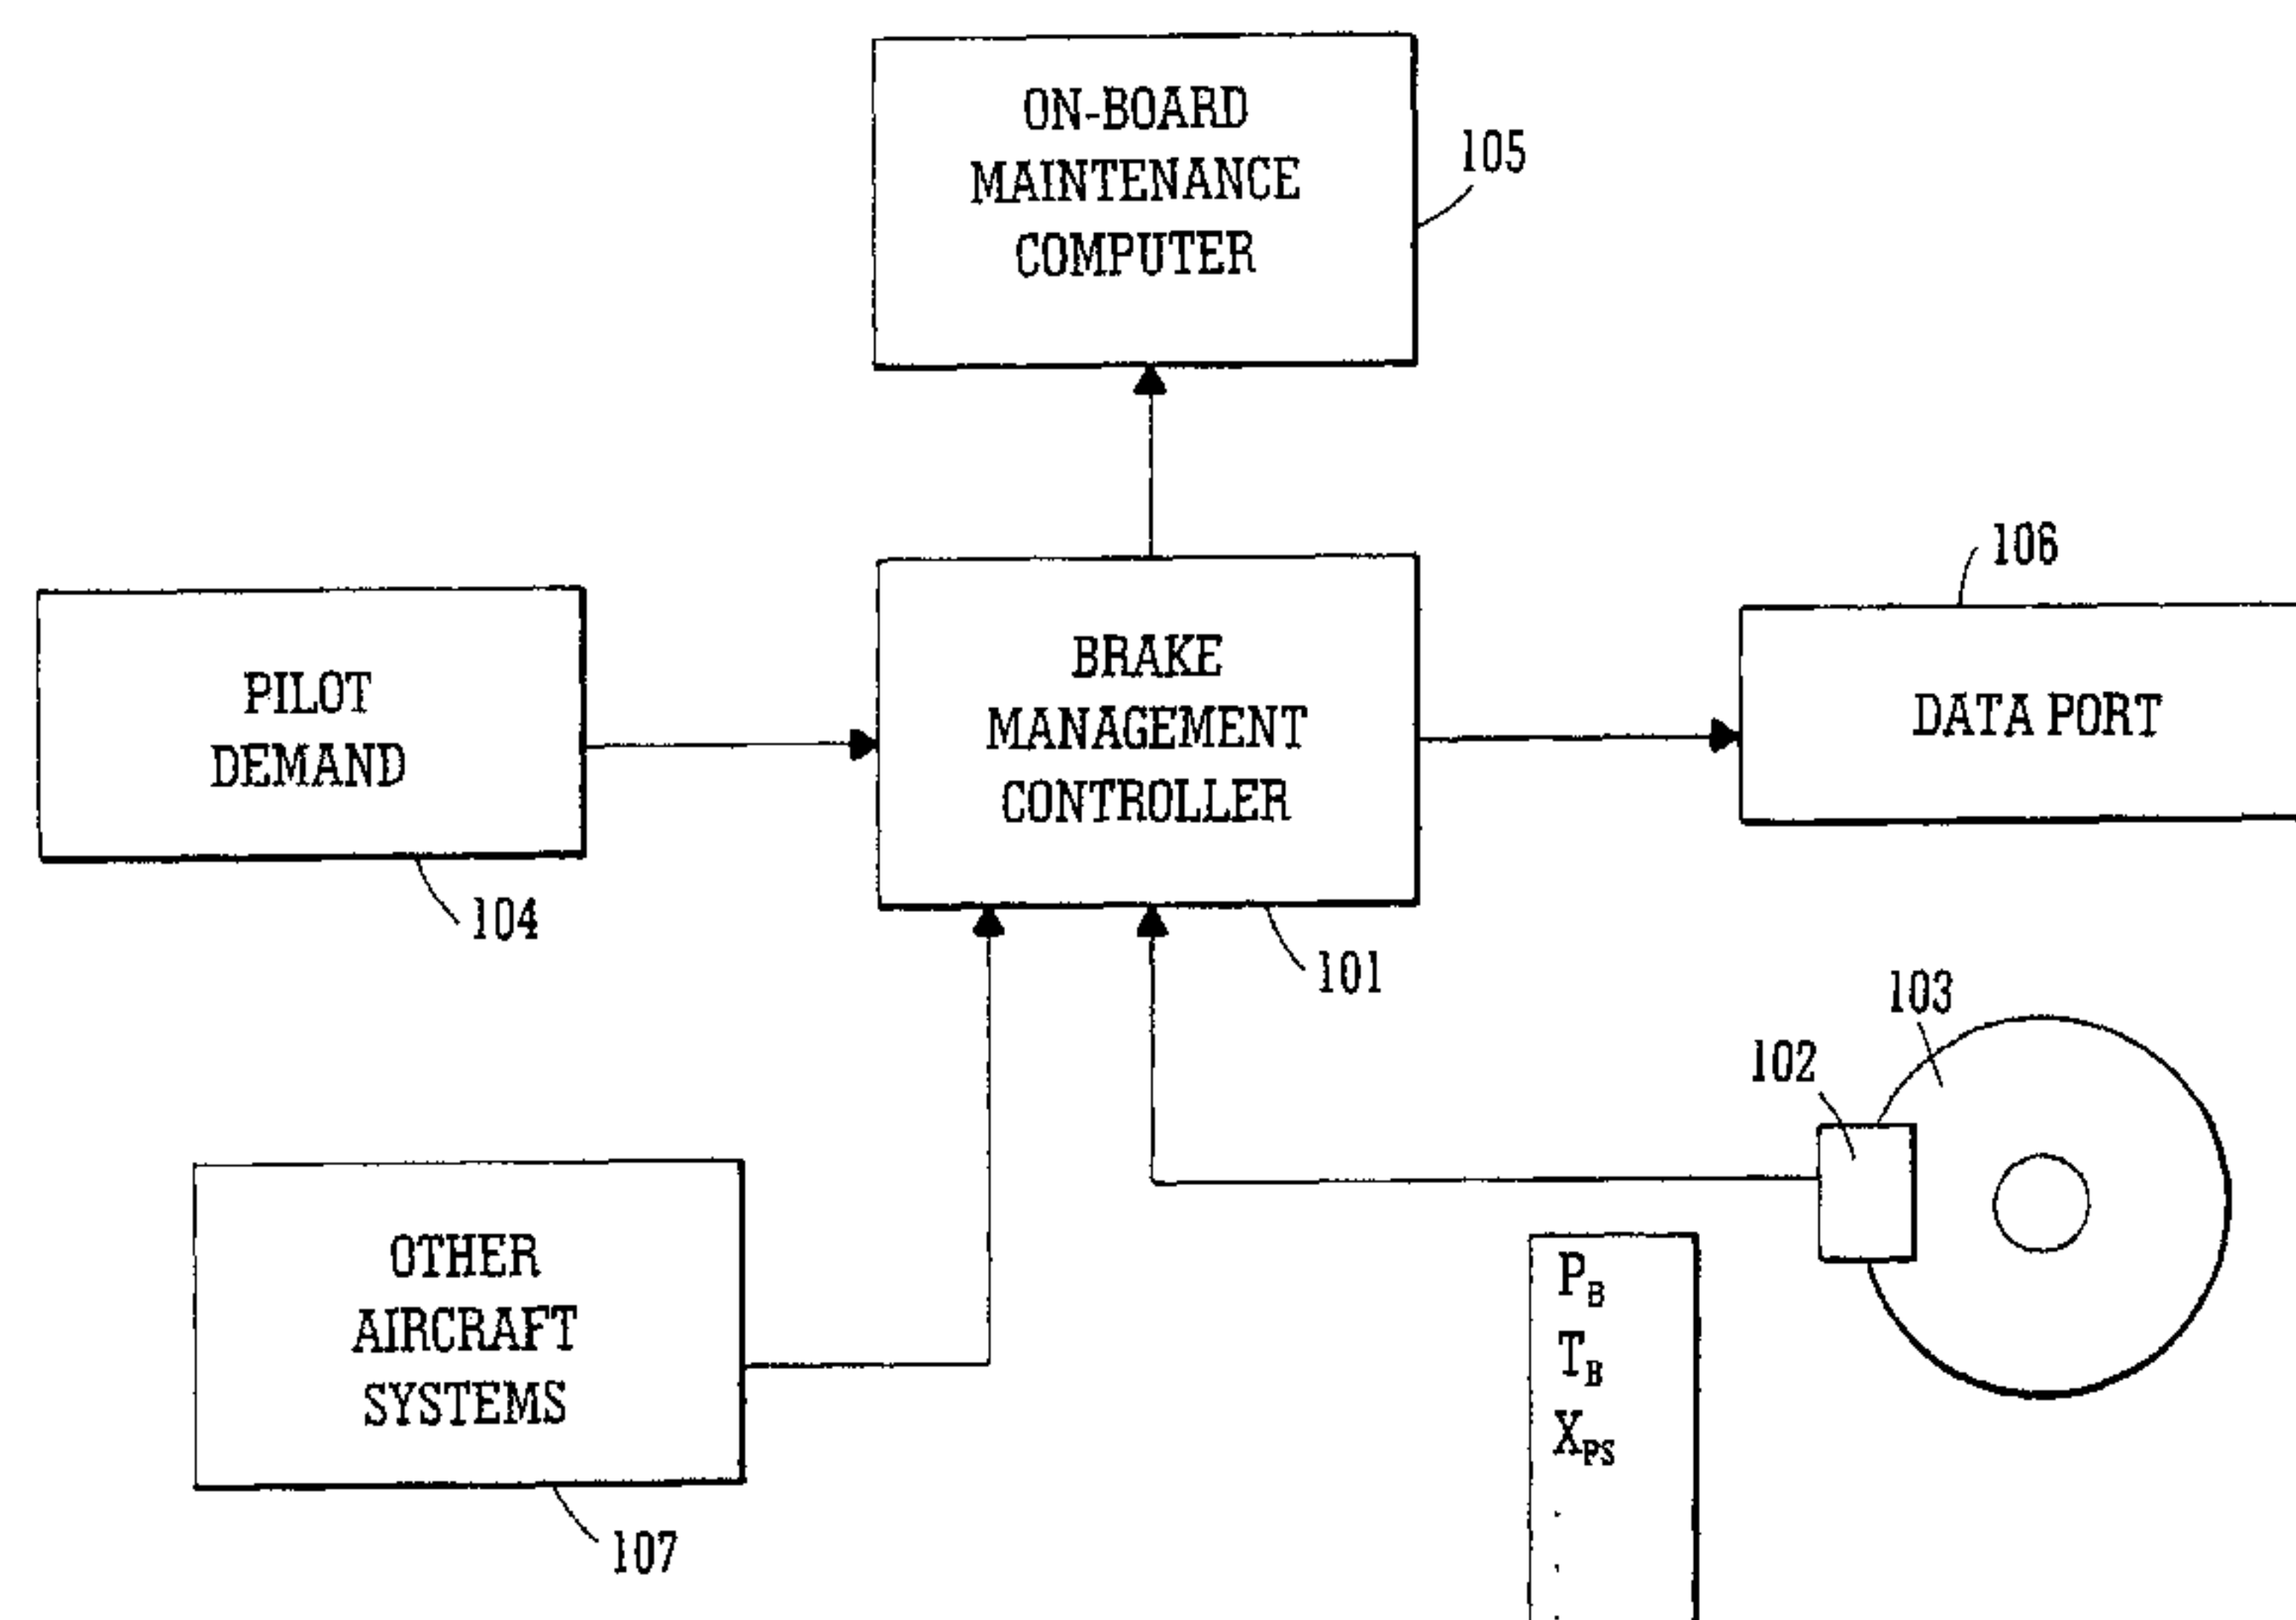 ON-BOARD
MAINTENANCE
COMPUTER
105
106
PILOT
DEMAND
104
BRAKE
MANAGEMENT
CONTROLLER
101
DATA PORT
103
102
OTHER
AIRCRAFT
SYSTEMS
107
P_B
T_B
X_PS
.
.
.